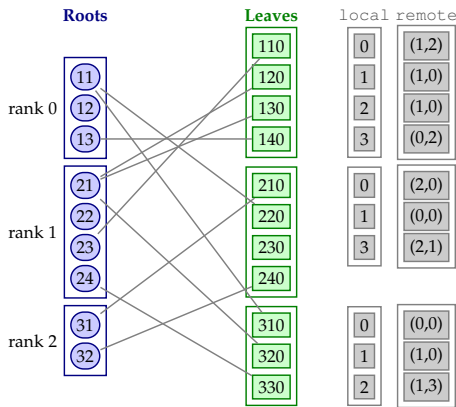 Roots Leaves local remote
110 0 (1,2)
11 120 1 (1,0)
rank 0 12 130 2 (1,0)
13 140 3 (0,2)
21 210 0 (2,0)
22 220 1 (0,0)
rank 1 23 230 3 (2,1)
24 240
31 310 0 (0,0)
rank 2 32 320 1 (1,0)
330 2 (1,3)